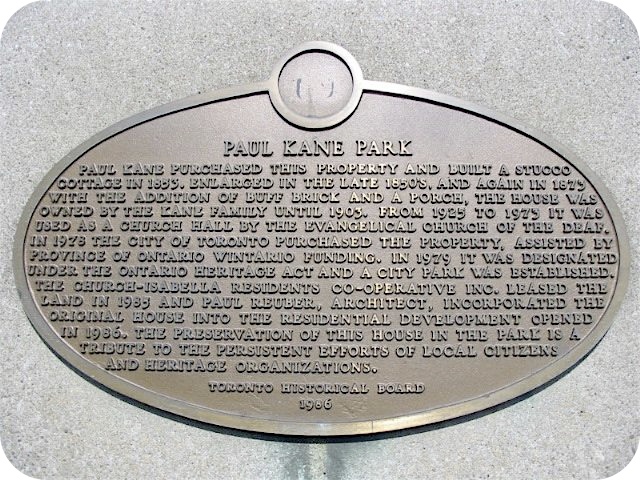 PAUL KANE PARK
PAUL KANE PURCHASED THIS PROPERTY AND BUILT A STUCCO
COTTAGE IN 1853. ENLARGED IN THE LATE 1850S, AND AGAIN IN 1875
WITH THE ADDITION OF BUFF BRICK AND A PORCH, THE HOUSE WAS
OWNED BY THE KANE FAMILY UNTIL 1903. FROM 1925 TO 1975 IT WAS
USED AS A CHURCH HALL BY THE EVANGELICAL CHURCH OF THE DEAF.
IN 1978 THE CITY OF TORONTO PURCHASED THE PROPERTY, ASSISTED BY
PROVINCE OF ONTARIO WINTARIO FUNDING. IN 1979 IT WAS DESIGNATED
UNDER THE ONTARIO HERITAGE ACT AND A CITY PARK WAS ESTABLISHED.
THE CHURCH-ISABELLA RESIDENTS CO-OPERATIVE INC. LEASED THE
LAND IN 1985 AND PAUL REUBER, ARCHITECT, INCORPORATED THE
ORIGINAL HOUSE INTO THE RESIDENTIAL DEVELOPMENT OPENED
IN 1986. THE PRESERVATION OF THIS HOUSE IN THE PARK IS A
TRIBUTE TO THE PERSISTENT EFFORTS OF LOCAL CITIZENS
AND HERITAGE ORGANIZATIONS.
TORONTO HISTORICAL BOARD
1986